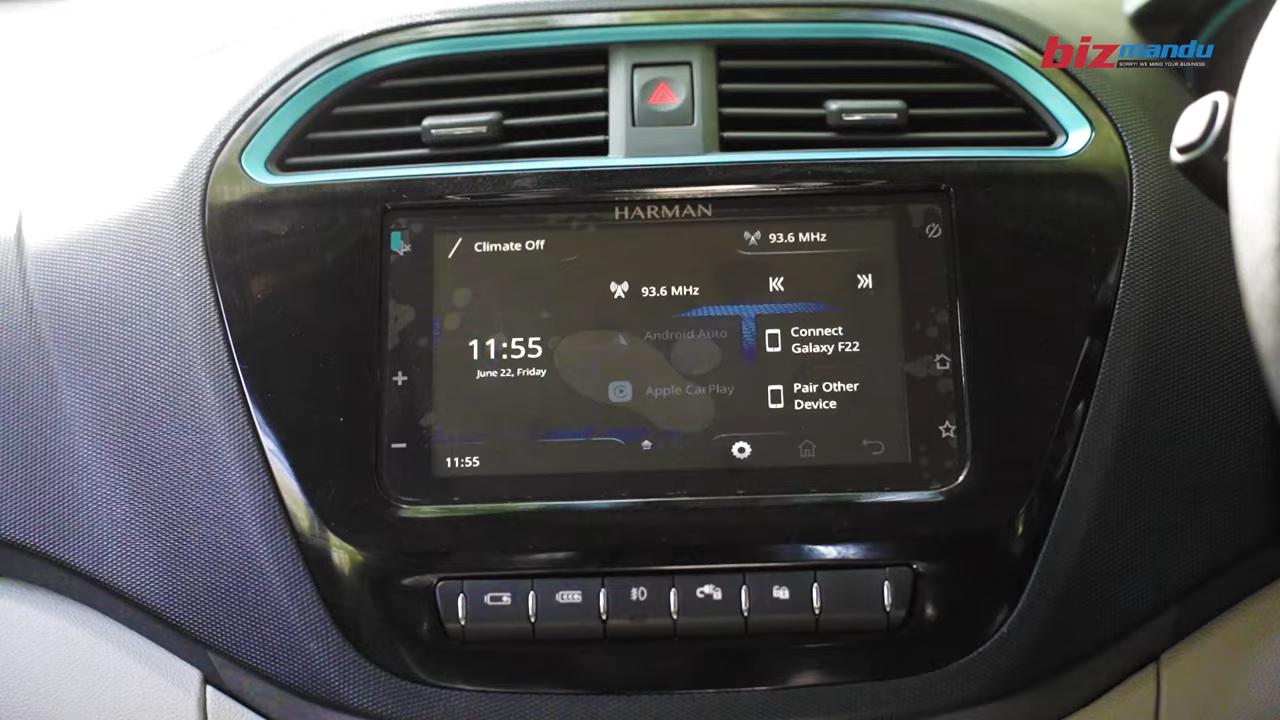 bizmandu
SORRY! WE MIND YOUR BUSINESS
HARMAN
Climate Off
93.6 MHz
93.6 MHz
11:55
June 22, Friday
Android Auto
Apple CarPlay
Connect
Galaxy F22
Pair Other
Device
11:55